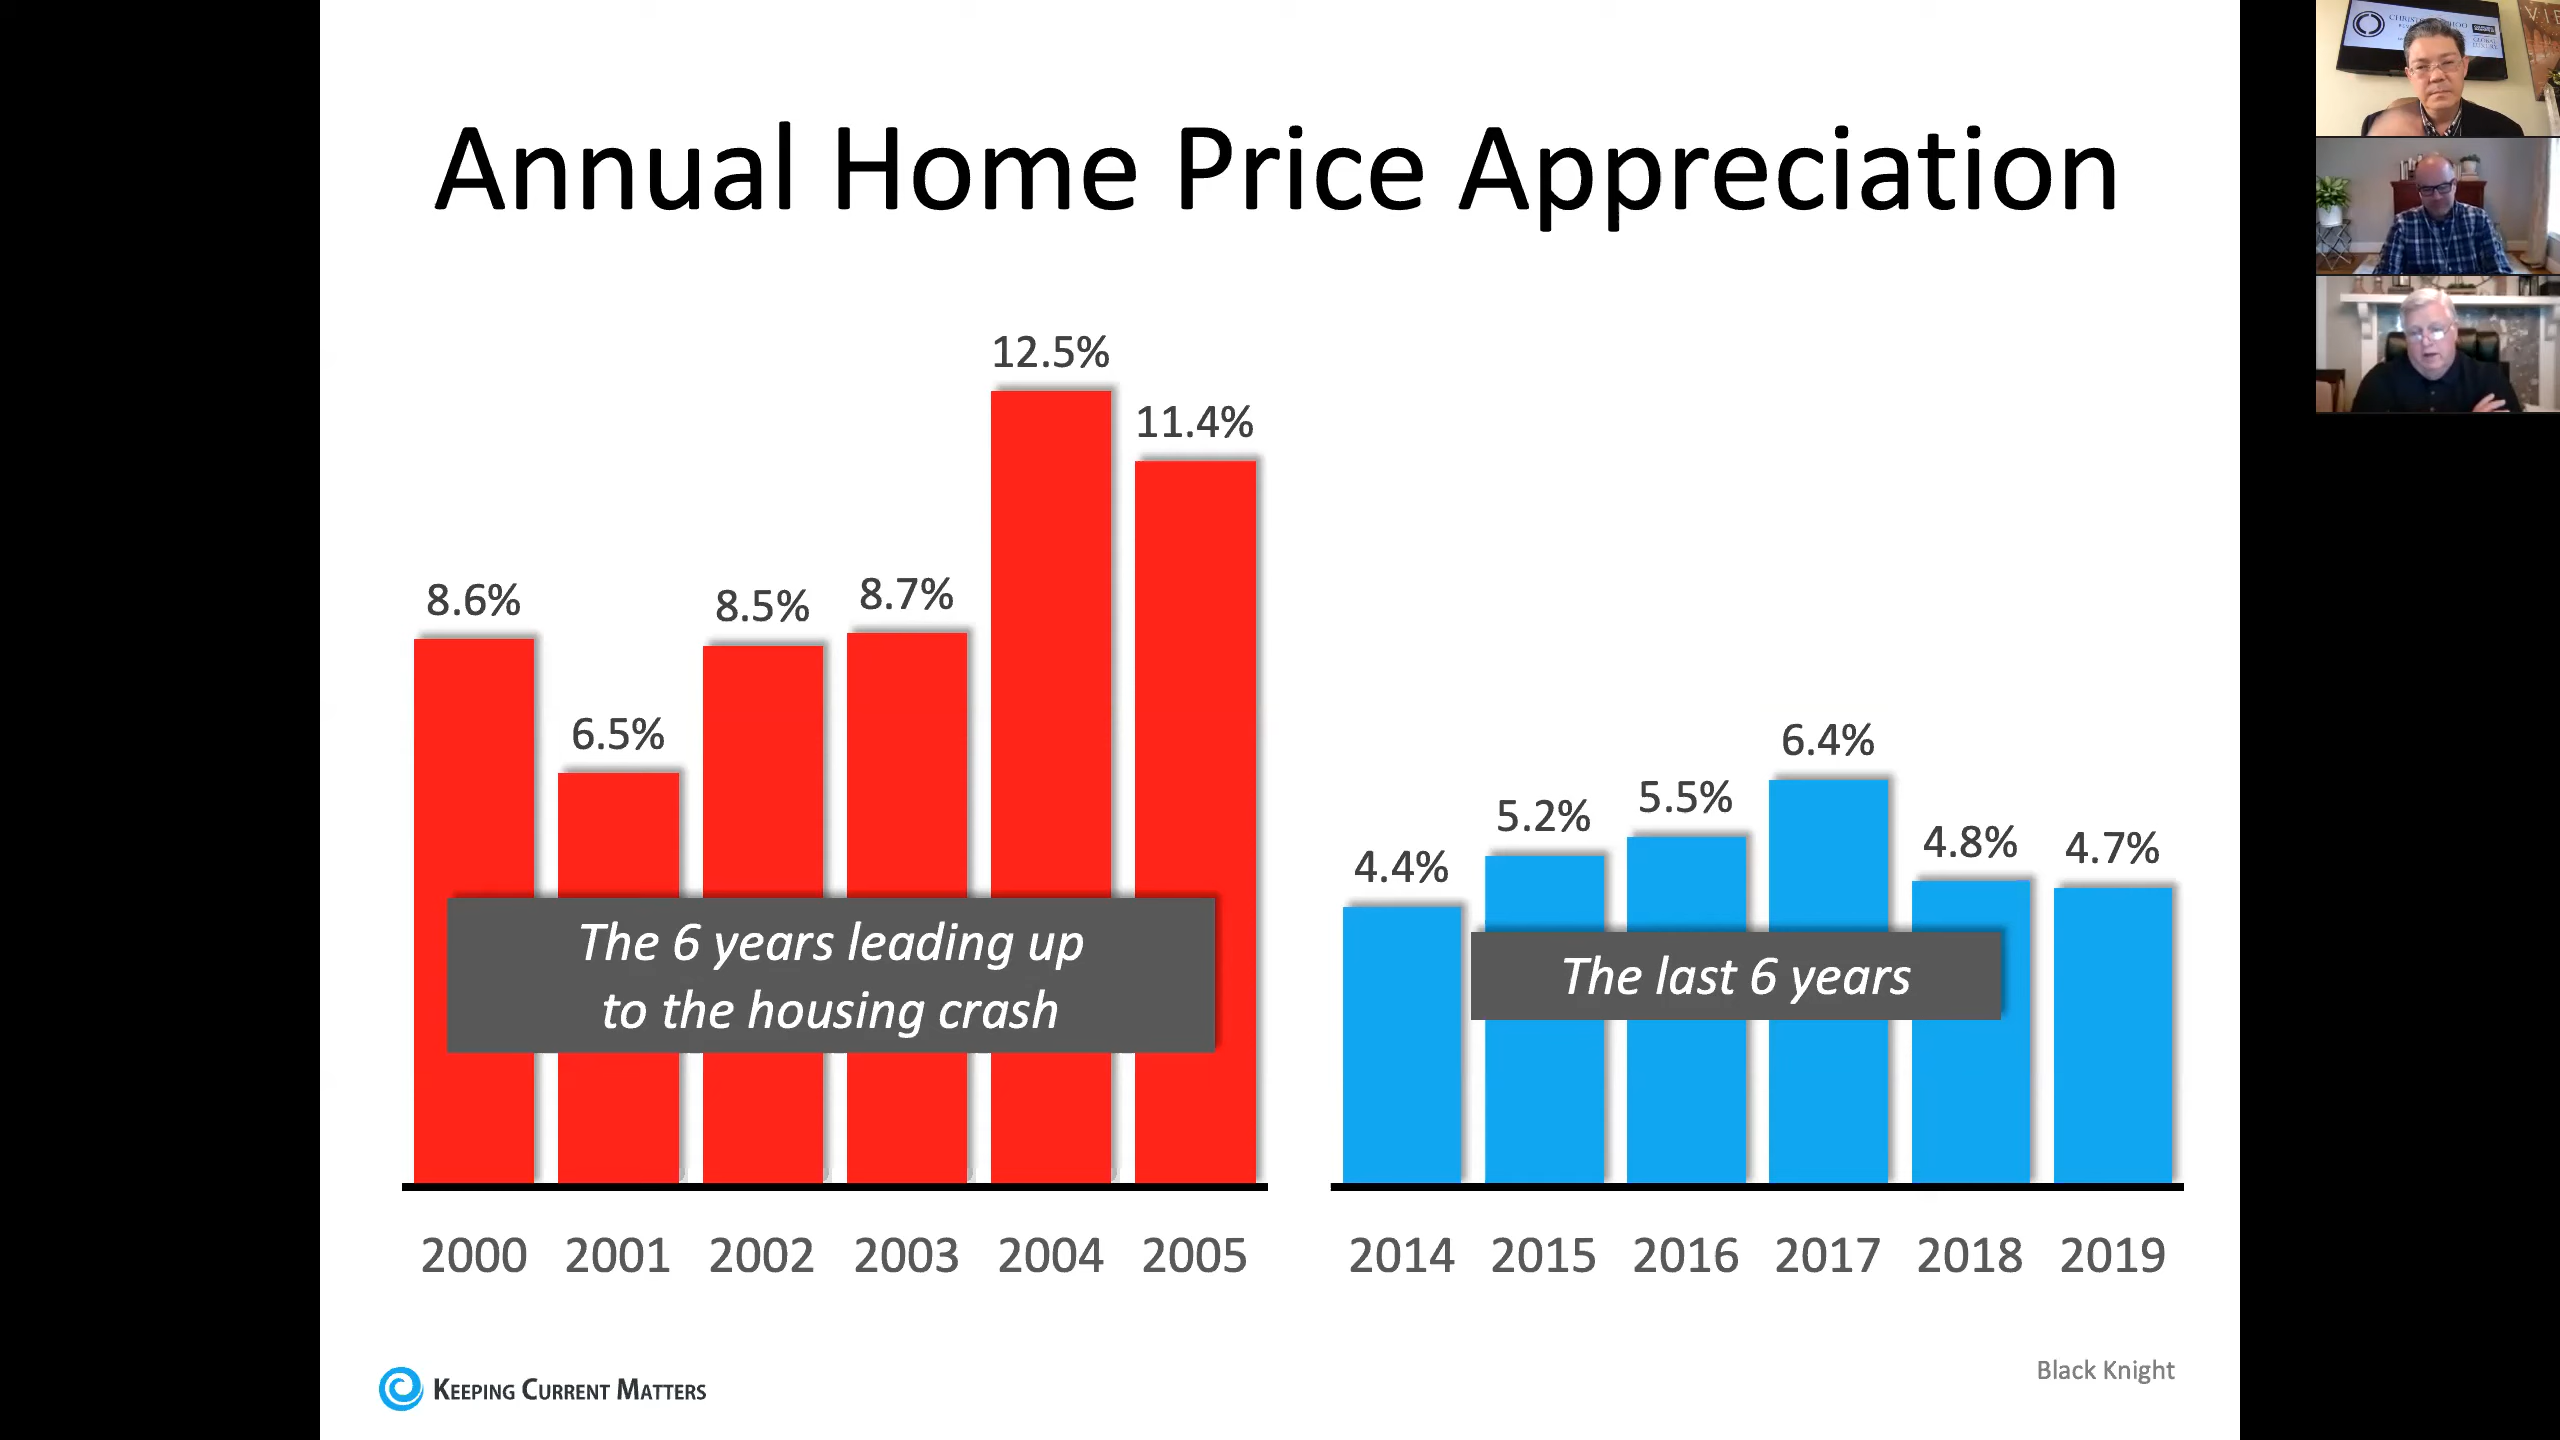 Annual Home Price Appreciation
12.5%
11.4%
8.6%
8.5%
8.7%
6.5%
6.4%
5.5%
5.2%
4.8%
4.7%
4.4%
The 6 years leading up
to the housing crash
The last 6 years
2000 2001 2002 2003 2004 2005
2014 2015 2016 2017 2018 2019
KEEPING CURRENT MATTERS
Black Knight